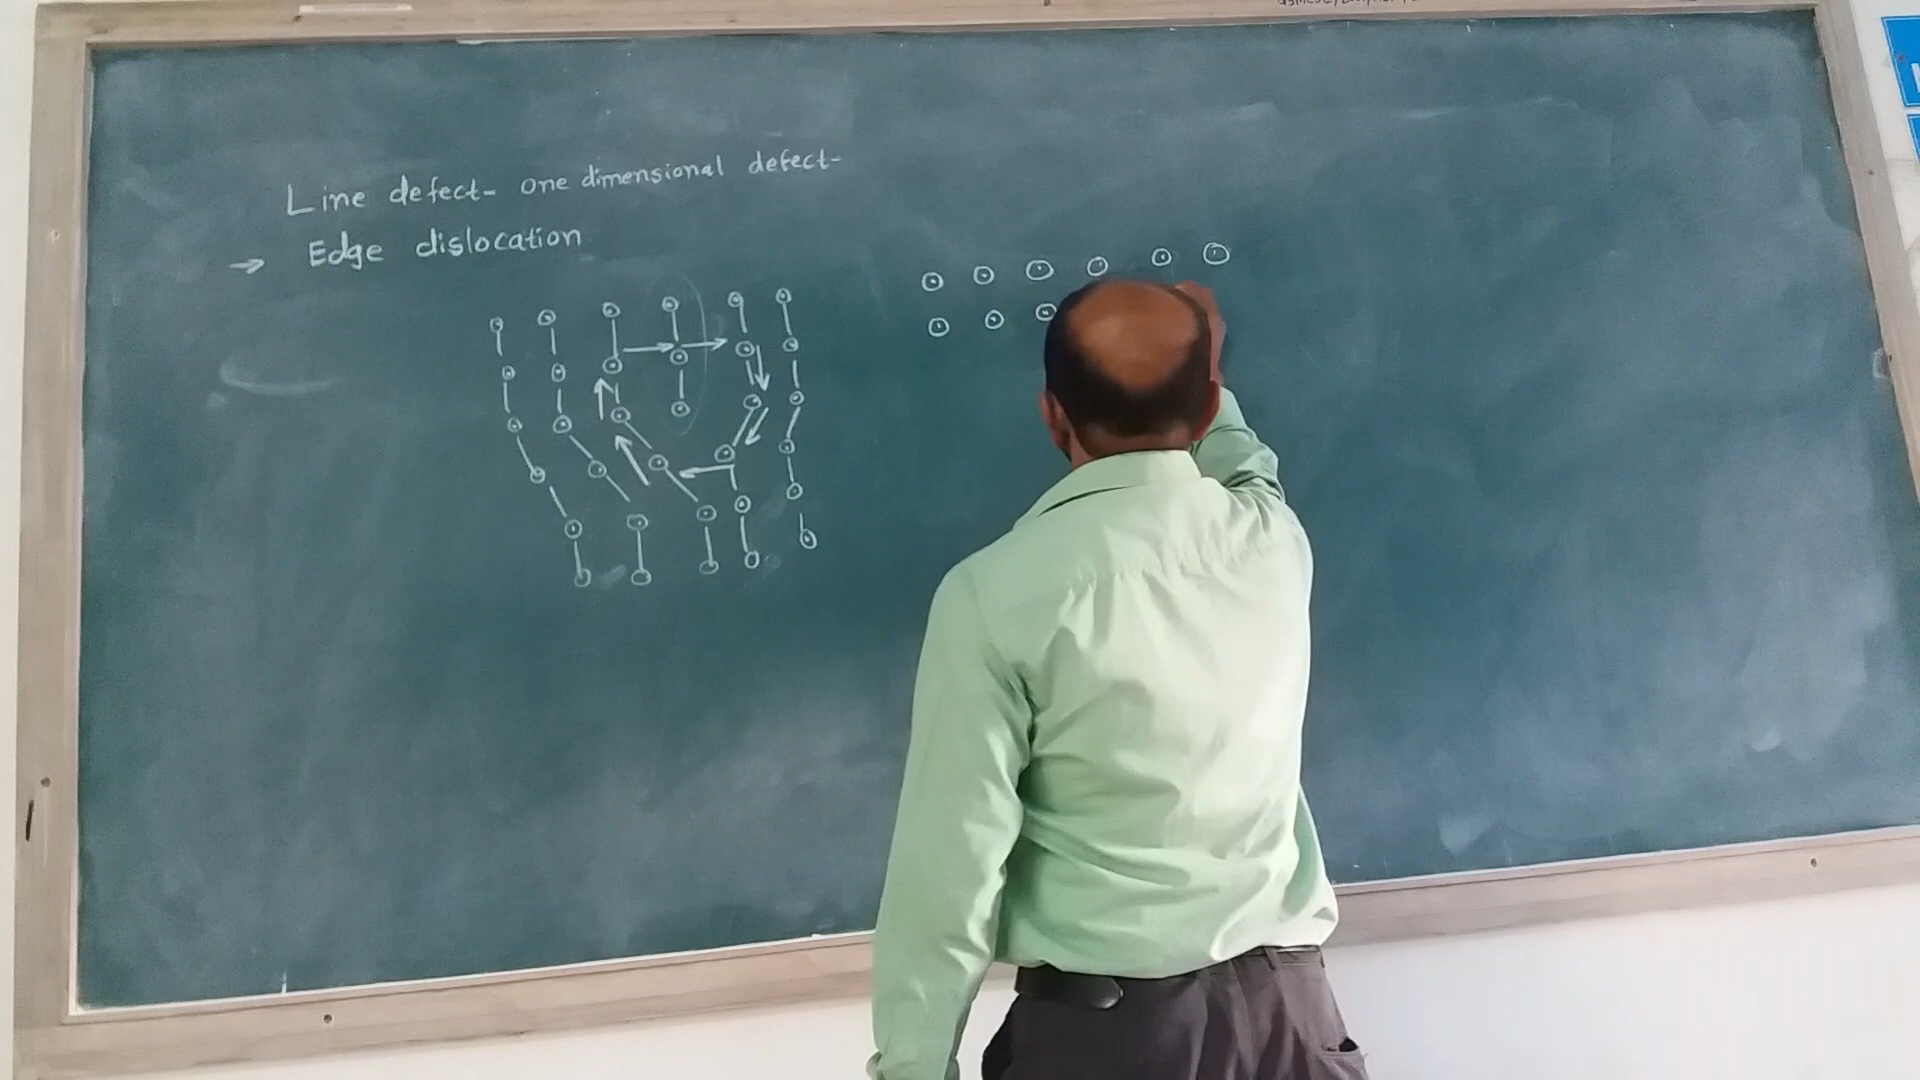 Line defect- one dimensional defect-
→ Edge dislocation